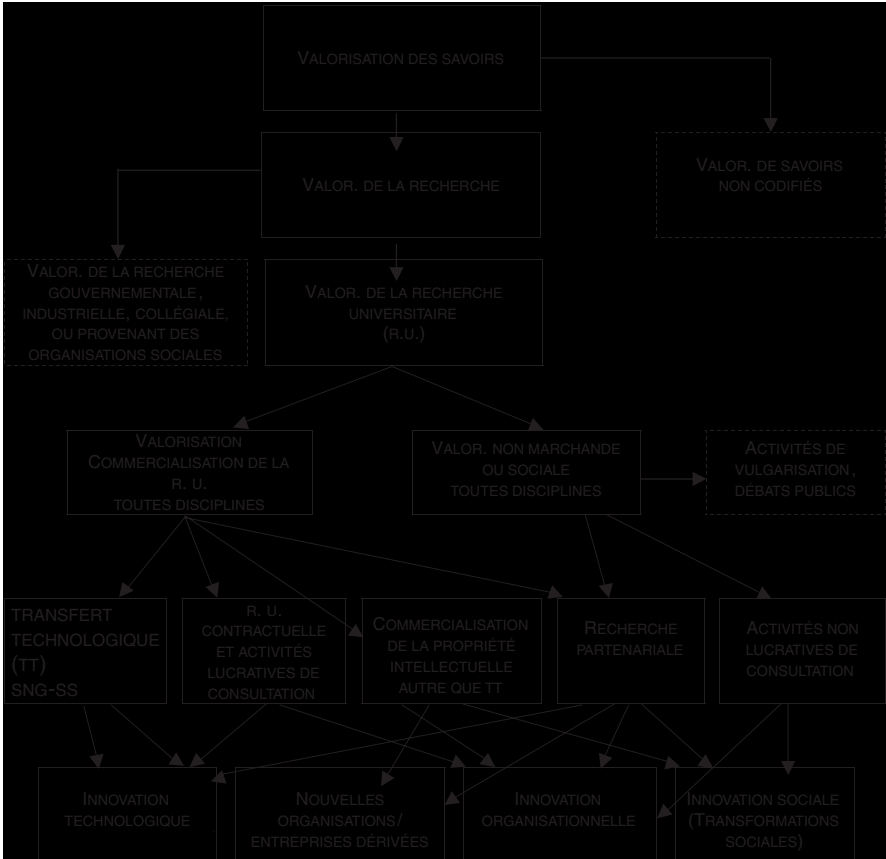 VALORISATION DES SAVOIRS
VALOR. DE LA RECHERCHE
VALOR. DE SAVOIRS
NON CODIFIÉS
VALOR. DE LA RECHERCHE
GOUVERNEMENTALE,
INDUSTRIELLE, COLLÉGIALE,
OU PROVENANT DES
ORGANISATIONS SOCIALES
VALOR. DE LA RECHERCHE
UNIVERSITAIRE
(R.U.)
VALORISATION
COMMERCIALISATION DE LA
R. U.
TOUTES DISCIPLINES
VALOR. NON MARCHANDE
OU SOCIALE
TOUTES DISCIPLINES
ACTIVITÉS DE
VULGARISATION,
DÉBATS PUBLICS
TRANSFERT
TECHNOLOGIQUE
(TT)
SNG-SS
R. U.
CONTRACTUELLE
ET ACTIVITÉS
LUCRATIVES DE
CONSULTATION
COMMERCIALISATION
DE LA PROPRIÉTÉ
INTELLECTUELLE
AUTRE QUE TT
RECHERCHE
PARTENARIALE
ACTIVITÉS NON
LUCRATIVES DE
CONSULTATION
INNOVATION
TECHNOLOGIQUE
NOUVELLES
ORGANISATIONS/
ENTREPRISES DÉRIVÉES
INNOVATION
ORGANISATIONNELLE
INNOVATION SOCIALE
(TRANSFORMATIONS
SOCIALES)